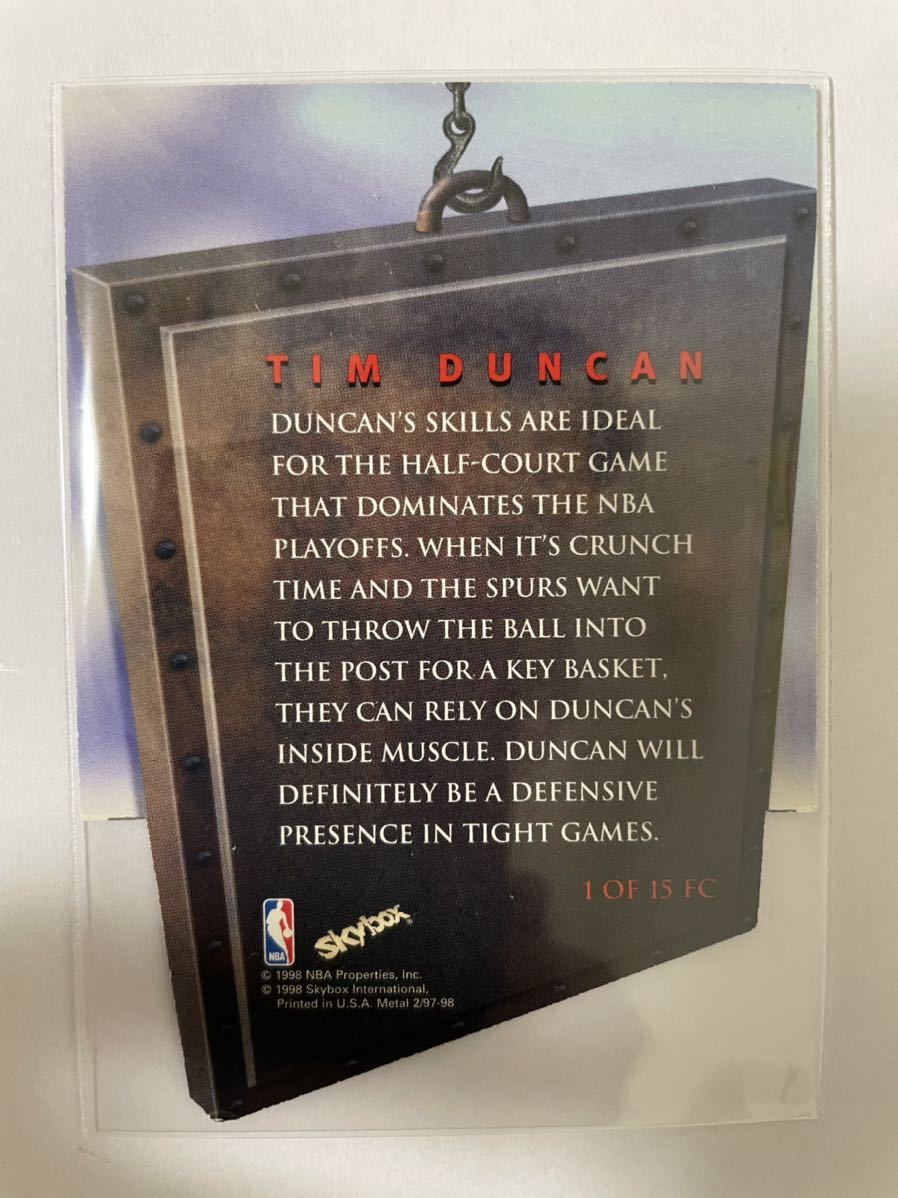 TIM DUNCAN
DUNCAN'S SKILLS ARE IDEAL
FOR THE HALF-COURT GAME
THAT DOMINATES THE NBA
PLAYOFFS. WHEN IT'S CRUNCH
TIME AND THE SPURS WANT
TO THROW THE BALL INTO
THE POST FOR A KEY BASKET,
THEY CAN RELY ON DUNCAN'S
INSIDE MUSCLE. DUNCAN WILL
DEFINITELY BE A DEFENSIVE
PRESENCE IN TIGHT GAMES.
1 OF 15 FC
NBA
skybox®
© 1998 NBA Properties, Inc.
© 1998 Skybox International,
Printed in U.S.A. Metal 2/97-98